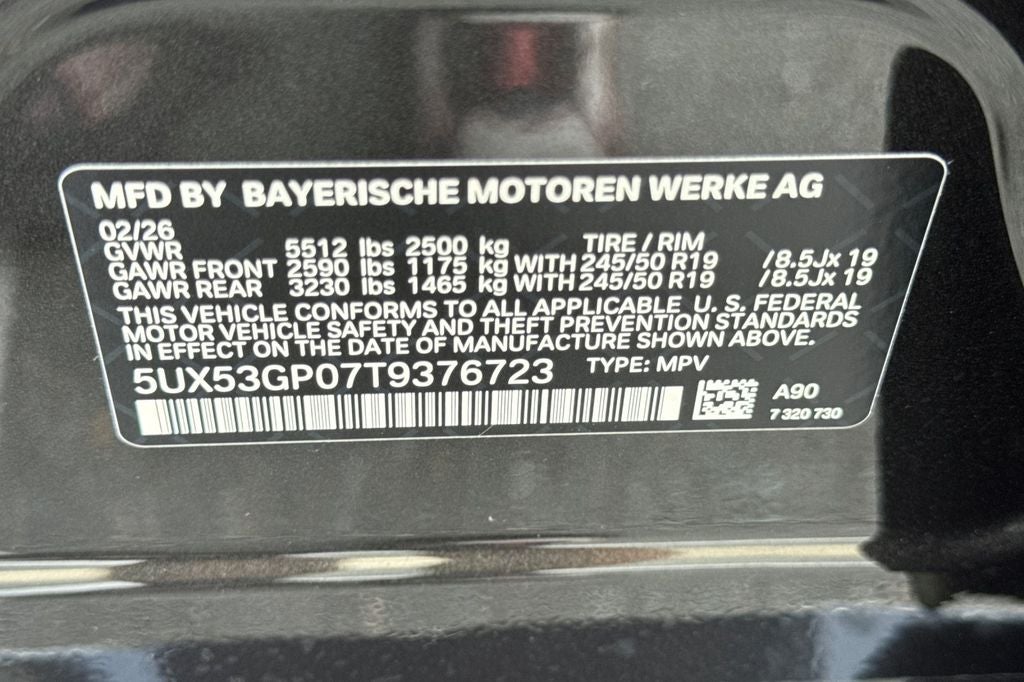 MFD BY BAYERISCHE MOTOREN WERKE AG
02/26
GVWR 5512 lbs 2500 kg TIRE / RIM
GAWR FRONT 2590 lbs 1175 kg WITH 245/50 R19 /8.5Jx 19
GAWR REAR 3230 lbs 1465 kg WITH 245/50 R19 /8.5Jx 19
THIS VEHICLE CONFORMS TO ALL APPLICABLE U. S. FEDERAL
MOTOR VEHICLE SAFETY AND THEFT PREVENTION STANDARDS
IN EFFECT ON THE DATE OF MANUFACTURE SHOWN ABOVE.
5UX53GP07T9376723 TYPE: MPV
A90
7 320 730